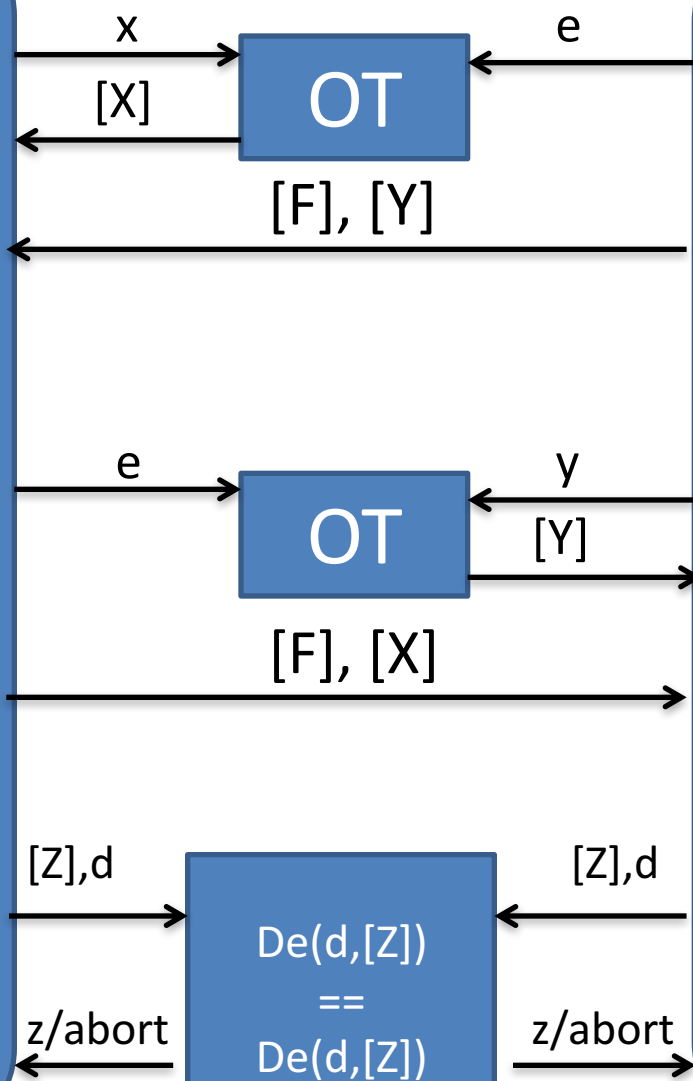 x
e
[X]
OT
[F], [Y]
e
y
OT
[Y]
[F], [X]
[Z],d
[Z],d
De(d,[Z])
==
De(d,[Z])
z/abort
z/abort